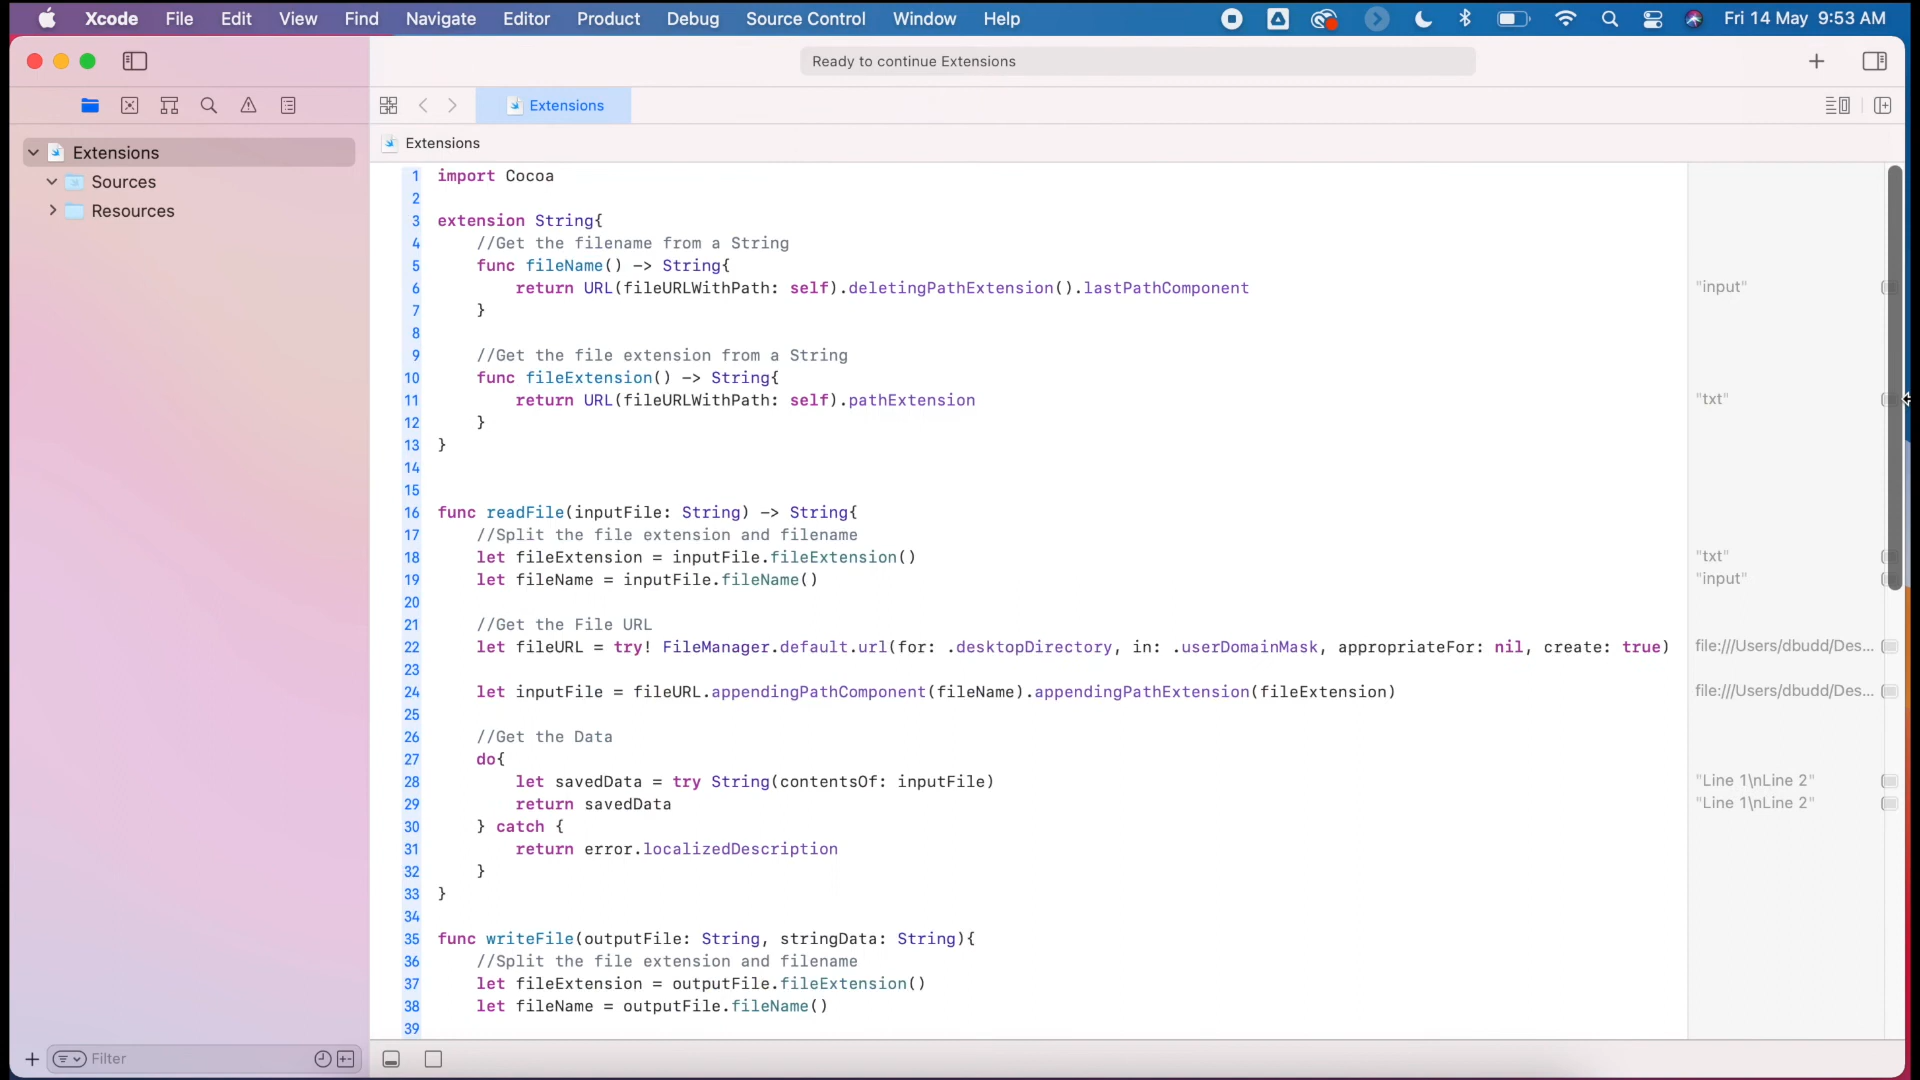 Xcode File Edit View Find Navigate Editor Product Debug Source Control Window Help Fri 14 May 9:53 AM
Ready to continue Extensions
Extensions
Extensions
Extensions
Sources
Resources
1 import Cocoa
2
3 extension String{
4 //Get the filename from a String
5 func fileName() -> String{
6 return URL(fileURLWithPath: self).deletingPathExtension().lastPathComponent "input"
7 }
8
9 //Get the file extension from a String
10 func fileExtension() -> String{
11 return URL(fileURLWithPath: self).pathExtension "txt"
12 }
13 }
14
15
16 func readFile(inputFile: String) -> String{
17 //Split the file extension and filename
18 let fileExtension = inputFile.fileExtension() "txt"
19 let fileName = inputFile.fileName() "input"
20
21 //Get the File URL
22 let fileURL = try! FileManager.default.url(for: .desktopDirectory, in: .userDomainMask, appropriateFor: nil, create: true) file:///Users/dbudd/Des...
23
24 let inputFile = fileURL.appendingPathComponent(fileName).appendingPathExtension(fileExtension) file:///Users/dbudd/Des...
25
26 //Get the Data
27 do{
28 let savedData = try String(contentsOf: inputFile) "Line 1\nLine 2"
29 return savedData "Line 1\nLine 2"
30 } catch {
31 return error.localizedDescription
32 }
33 }
34
35 func writeFile(outputFile: String, stringData: String){
36 //Split the file extension and filename
37 let fileExtension = outputFile.fileExtension()
38 let fileName = outputFile.fileName()
39
Filter